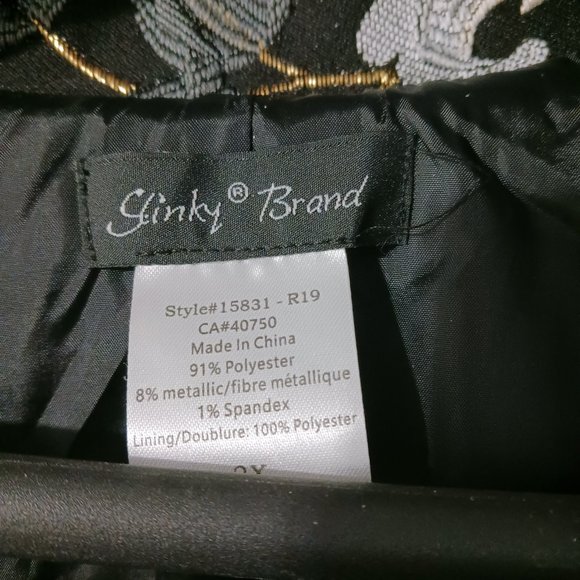 Slinky® Brand
Style#15831 - R19
CA#40750
Made In China
91% Polyester
8% metallic/fibre métallique
1% Spandex
Lining/Doublure: 100% Polyester